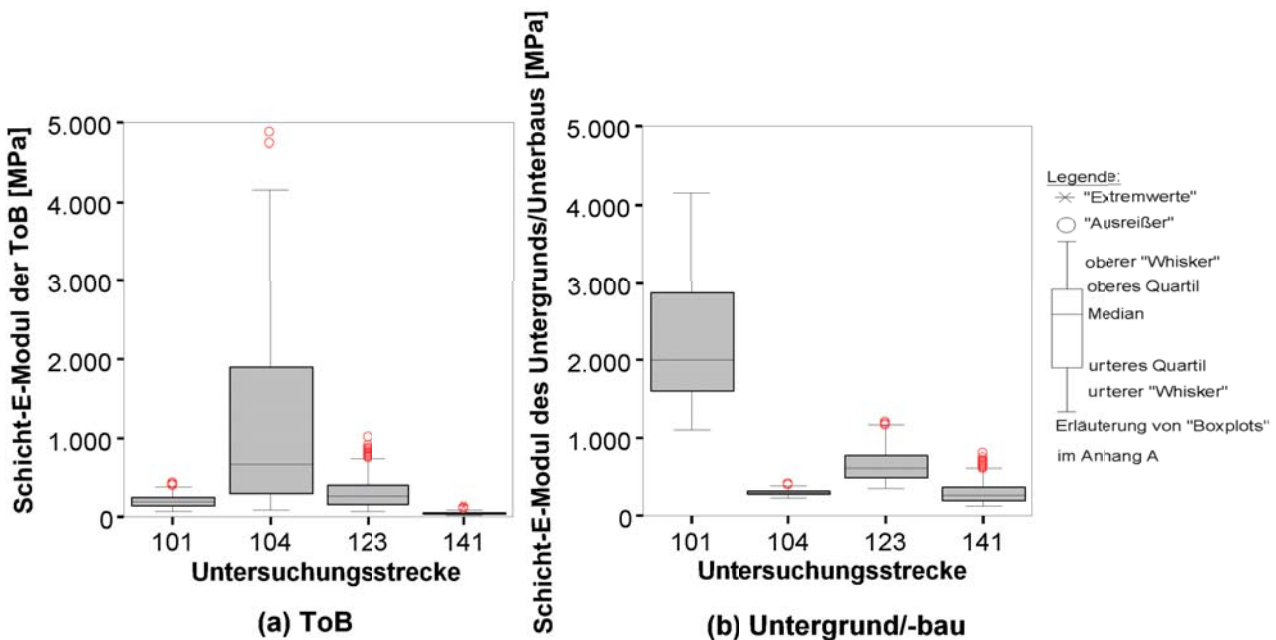 Schicht-E-Modul der ToB [MPa]
5.000
4.000
3.000
2.000
1.000
0
101 104 123 141
Untersuchungsstrecke
(a) ToB
Schicht-E-Modul des Untergrunds/Unterbaus [MPa]
5.000
4.000
3.000
2.000
1.000
0
101 104 123 141
Untersuchungsstrecke
(b) Untergrund/-bau
Legende:
"Extremwerte"
"Ausreißer"
oberer "Whisker"
oberes Quartil
Median
urteres Quartil
urterer "Whisker"
Erläuterung von "Boxplots"
im Anhang A